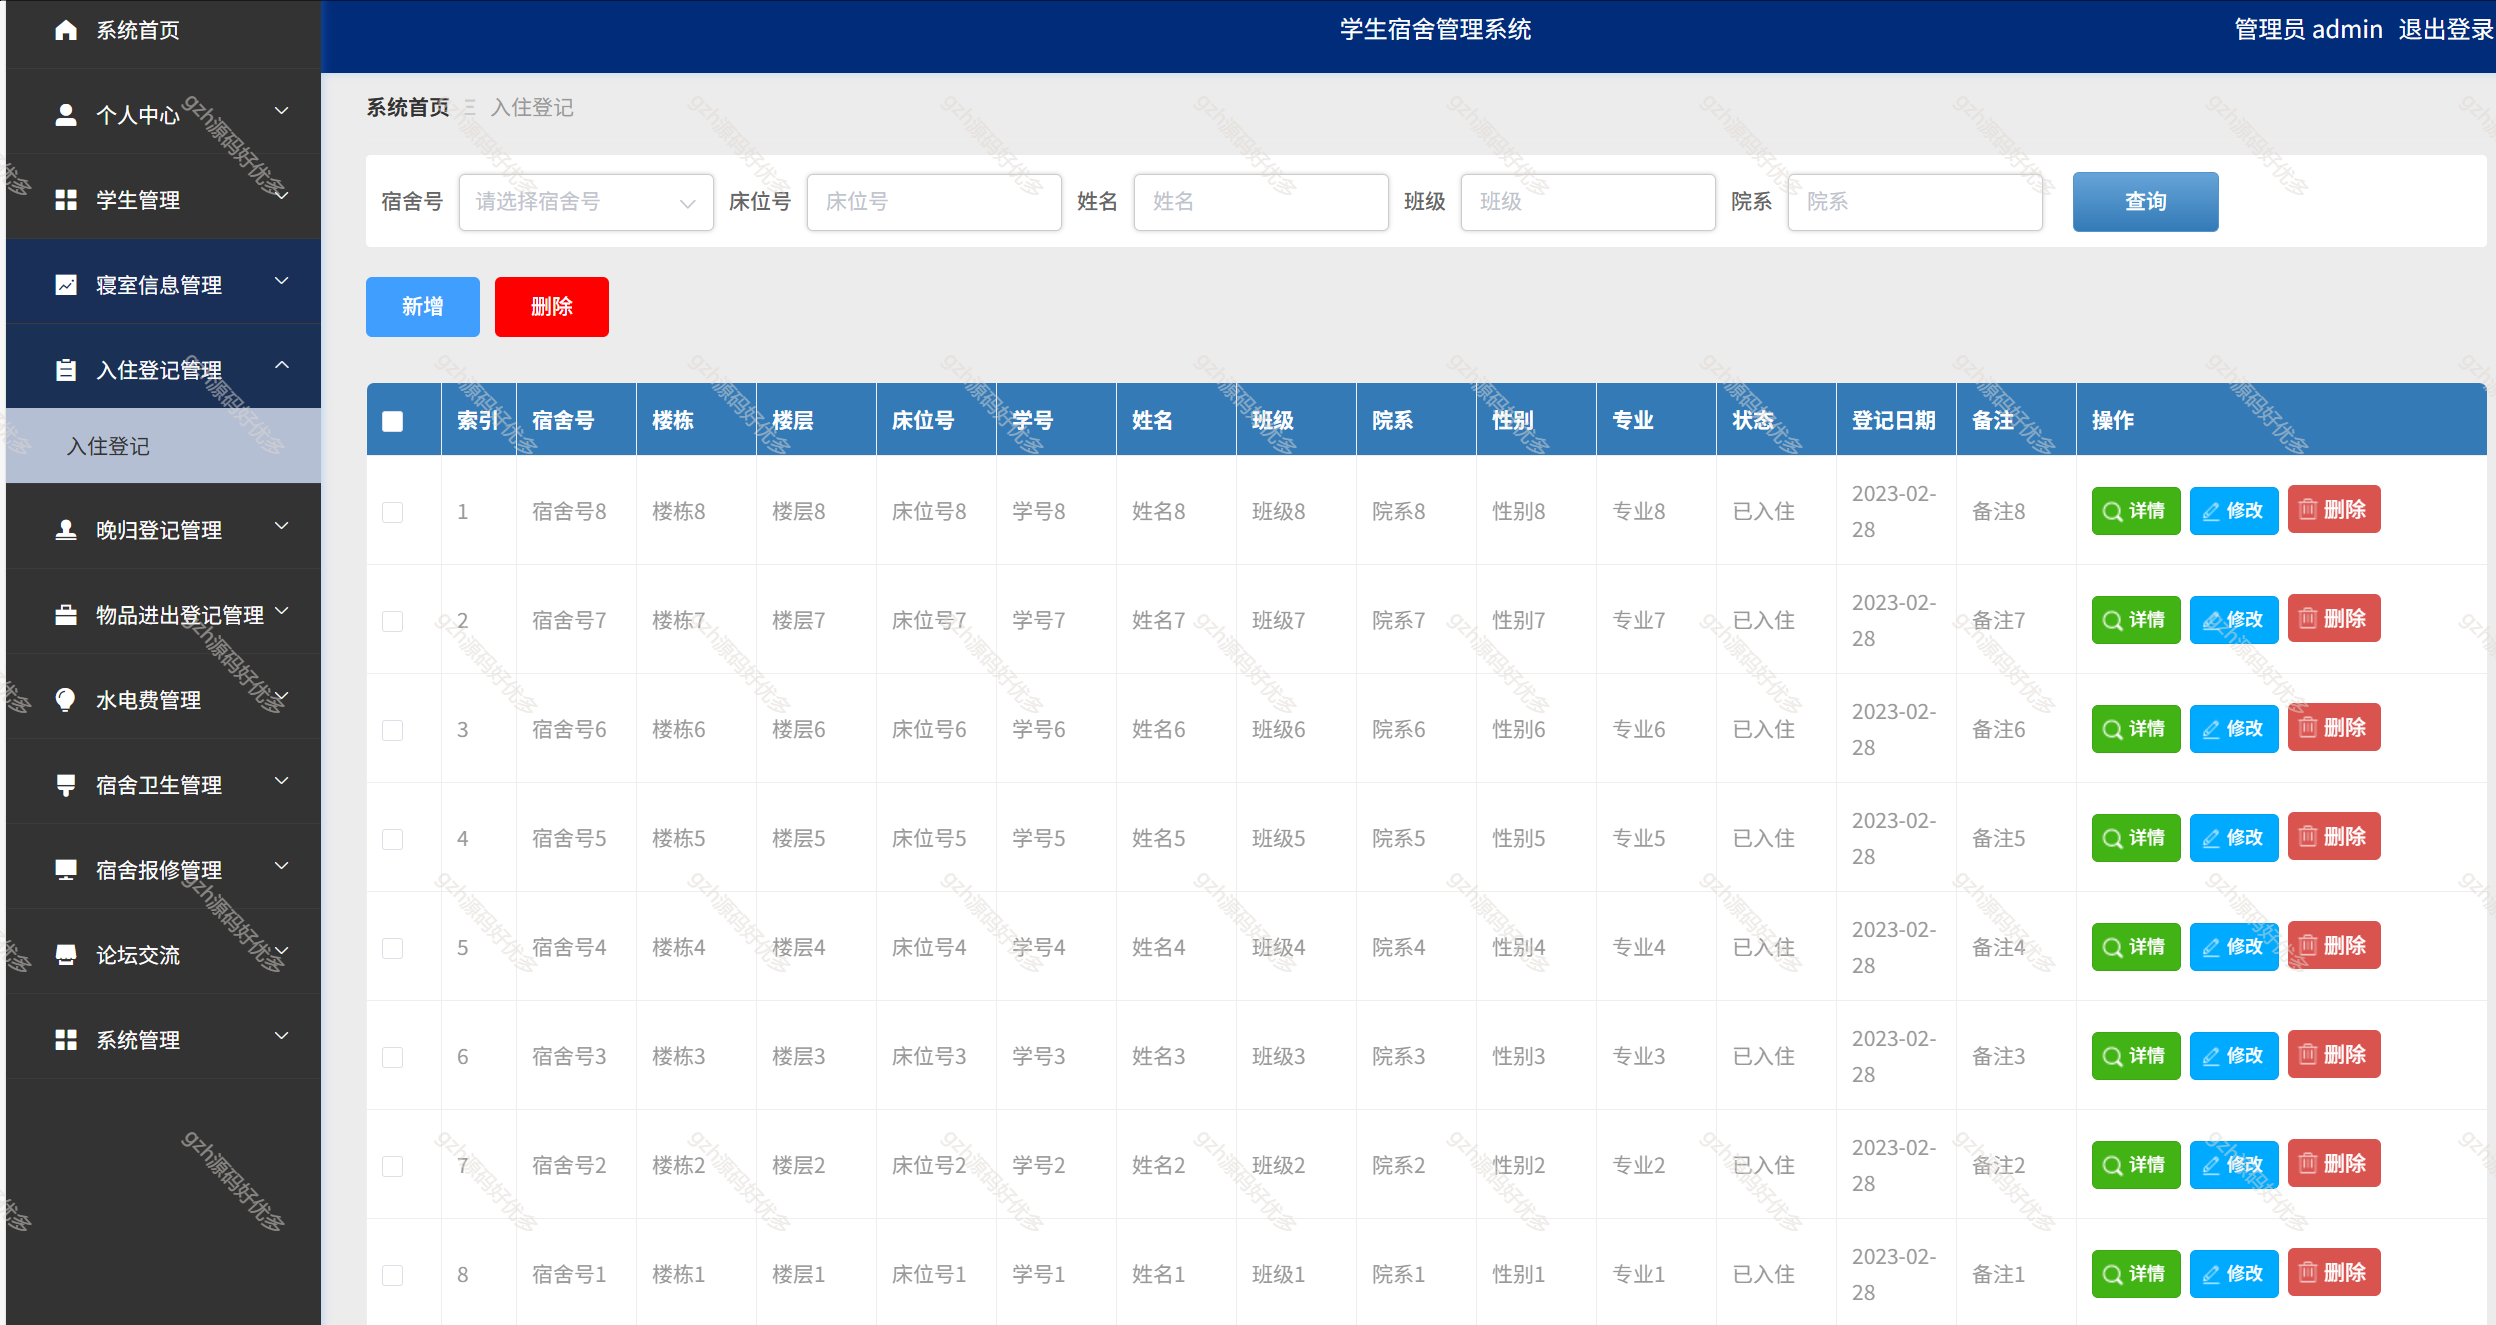 学生宿舍管理系统
管理员 admin 退出登录
系统首页
个人中心
学生管理
寝室信息管理
入住登记管理
入住登记
晚归登记管理
物品进出登记管理
水电费管理
宿舍卫生管理
宿舍报修管理
论坛交流
系统管理
系统首页 Ξ 入住登记
宿舍号 请选择宿舍号 床位号 床位号 姓名 姓名 班级 班级 院系 院系 查询
新增 删除
索引 宿舍号 楼栋 楼层 床位号 学号 姓名 班级 院系 性别 专业 状态 登记日期 备注 操作
1 宿舍号8 楼栋8 楼层8 床位号8 学号8 姓名8 班级8 院系8 性别8 专业8 已入住 2023-02-28 备注8 详情 修改 删除
2 宿舍号7 楼栋7 楼层7 床位号7 学号7 姓名7 班级7 院系7 性别7 专业7 已入住 2023-02-28 备注7 详情 修改 删除
3 宿舍号6 楼栋6 楼层6 床位号6 学号6 姓名6 班级6 院系6 性别6 专业6 已入住 2023-02-28 备注6 详情 修改 删除
4 宿舍号5 楼栋5 楼层5 床位号5 学号5 姓名5 班级5 院系5 性别5 专业5 已入住 2023-02-28 备注5 详情 修改 删除
5 宿舍号4 楼栋4 楼层4 床位号4 学号4 姓名4 班级4 院系4 性别4 专业4 已入住 2023-02-28 备注4 详情 修改 删除
6 宿舍号3 楼栋3 楼层3 床位号3 学号3 姓名3 班级3 院系3 性别3 专业3 已入住 2023-02-28 备注3 详情 修改 删除
7 宿舍号2 楼栋2 楼层2 床位号2 学号2 姓名2 班级2 院系2 性别2 专业2 已入住 2023-02-28 备注2 详情 修改 删除
8 宿舍号1 楼栋1 楼层1 床位号1 学号1 姓名1 班级1 院系1 性别1 专业1 已入住 2023-02-28 备注1 详情 修改 删除
gzh源码好优多